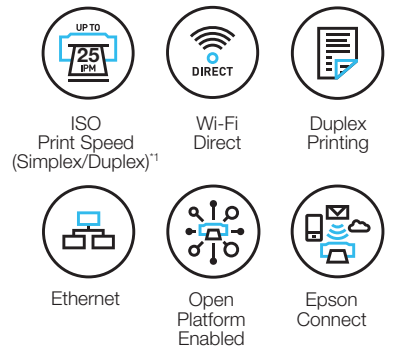 UP TO
25
IPM
DIRECT
ISO
Print Speed
(Simplex/Duplex)*1
Wi-Fi
Direct
Duplex
Printing
Ethernet
Open
Platform
Enabled
Epson
Connect